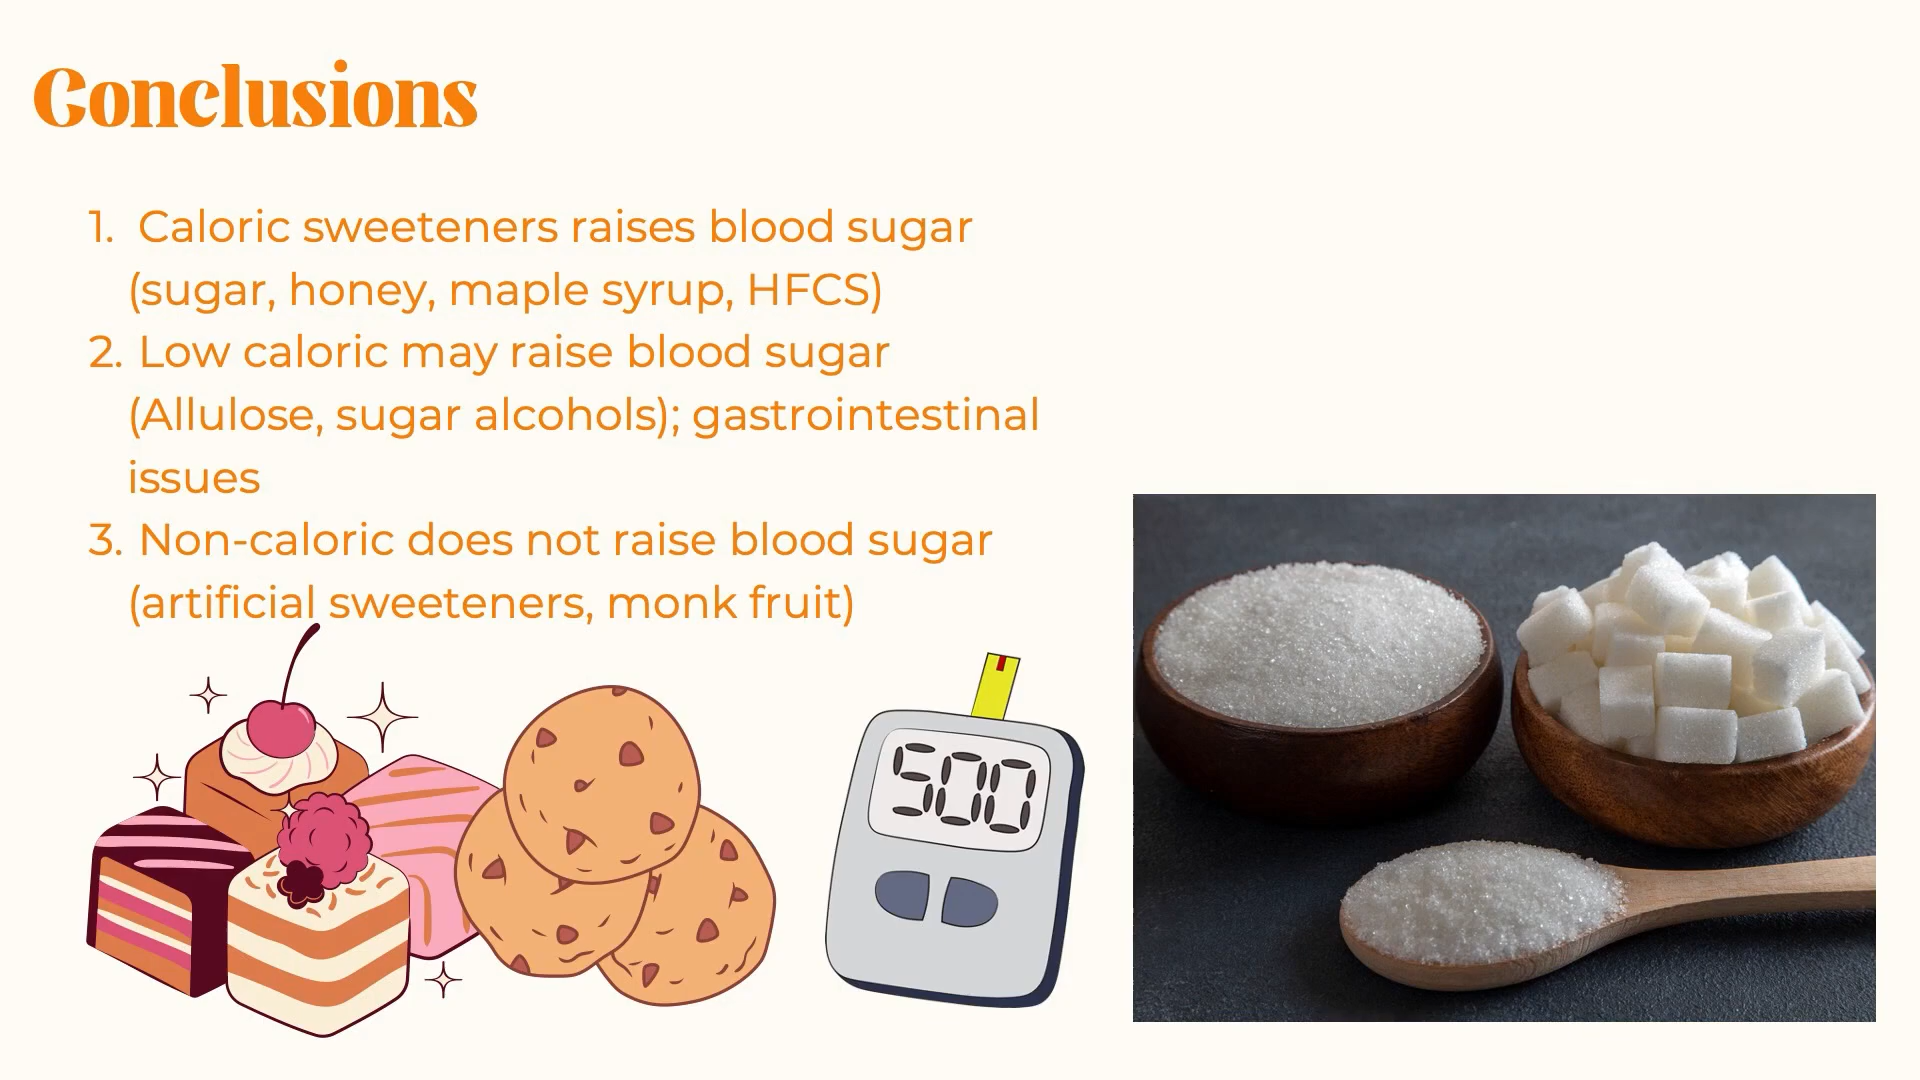 Conclusions
1. Caloric sweeteners raises blood sugar
(sugar, honey, maple syrup, HFCS)
2. Low caloric may raise blood sugar
(Allulose, sugar alcohols); gastrointestinal
issues
3. Non-caloric does not raise blood sugar
(artificial sweeteners, monk fruit)
500